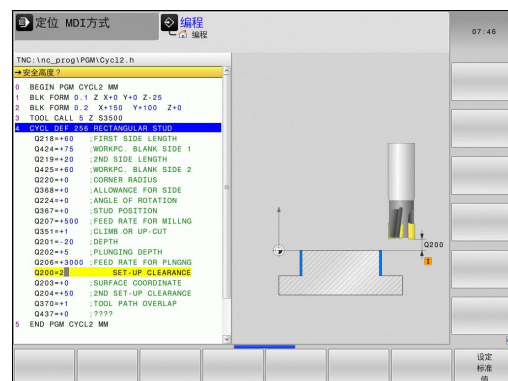 定位 MDI方式
编程
编程
07:46
TNC:\nc_prog\PGM\Cycl2.h
→安全高度？
0 BEGIN PGM CYCL2 MM
1 BLK FORM 0.1 Z X+0 Y+0 Z-25
2 BLK FORM 0.2 X+150 Y+100 Z+0
3 TOOL CALL 5 Z S3500
4 CYCL DEF 256 RECTANGULAR STUD
Q218=+60 ;FIRST SIDE LENGTH
Q424=+75 ;WORKPC. BLANK SIDE 1
Q219=+20 ;2ND SIDE LENGTH
Q425=+60 ;WORKPC. BLANK SIDE 2
Q220=+0 ;CORNER RADIUS
Q368=+0 ;ALLOWANCE FOR SIDE
Q224=+0 ;ANGLE OF ROTATION
Q367=+0 ;STUD POSITION
Q207=+500 ;FEED RATE FOR MILLNG
Q351=+1 ;CLIMB OR UP-CUT
Q201=-20 ;DEPTH
Q202=+5 ;PLUNGING DEPTH
Q206=+3000 ;FEED RATE FOR PLNGNG
Q200=2 SET-UP CLEARANCE
Q203=+0 ;SURFACE COORDINATE
Q204=+50 ;2ND SET-UP CLEARANCE
Q370=+1 ;TOOL PATH OVERLAP
Q437=+0 ;????
5 END PGM CYCL2 MM
Q200
设定
标准
值